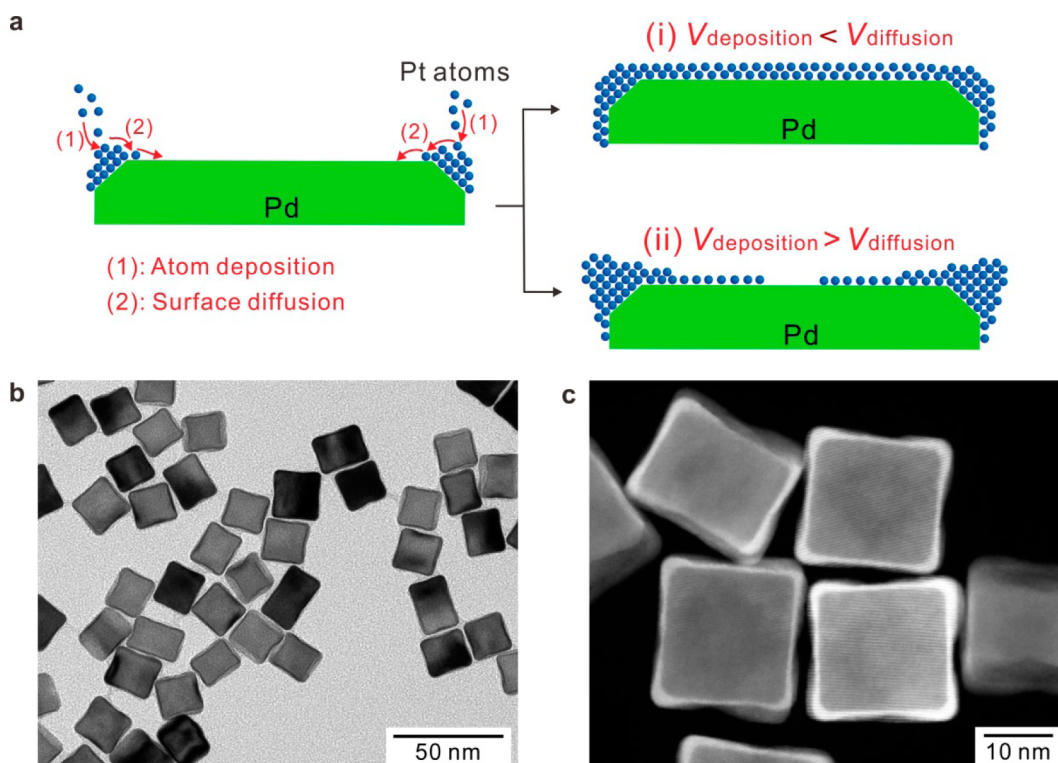 a
Pt atoms
(1)
(2)
(2)
(1)
Pd
(1): Atom deposition
(2): Surface diffusion
(i) Vdeposition < Vdiffusion
Pd
(ii) Vdeposition > Vdiffusion
Pd
b
50 nm
c
10 nm